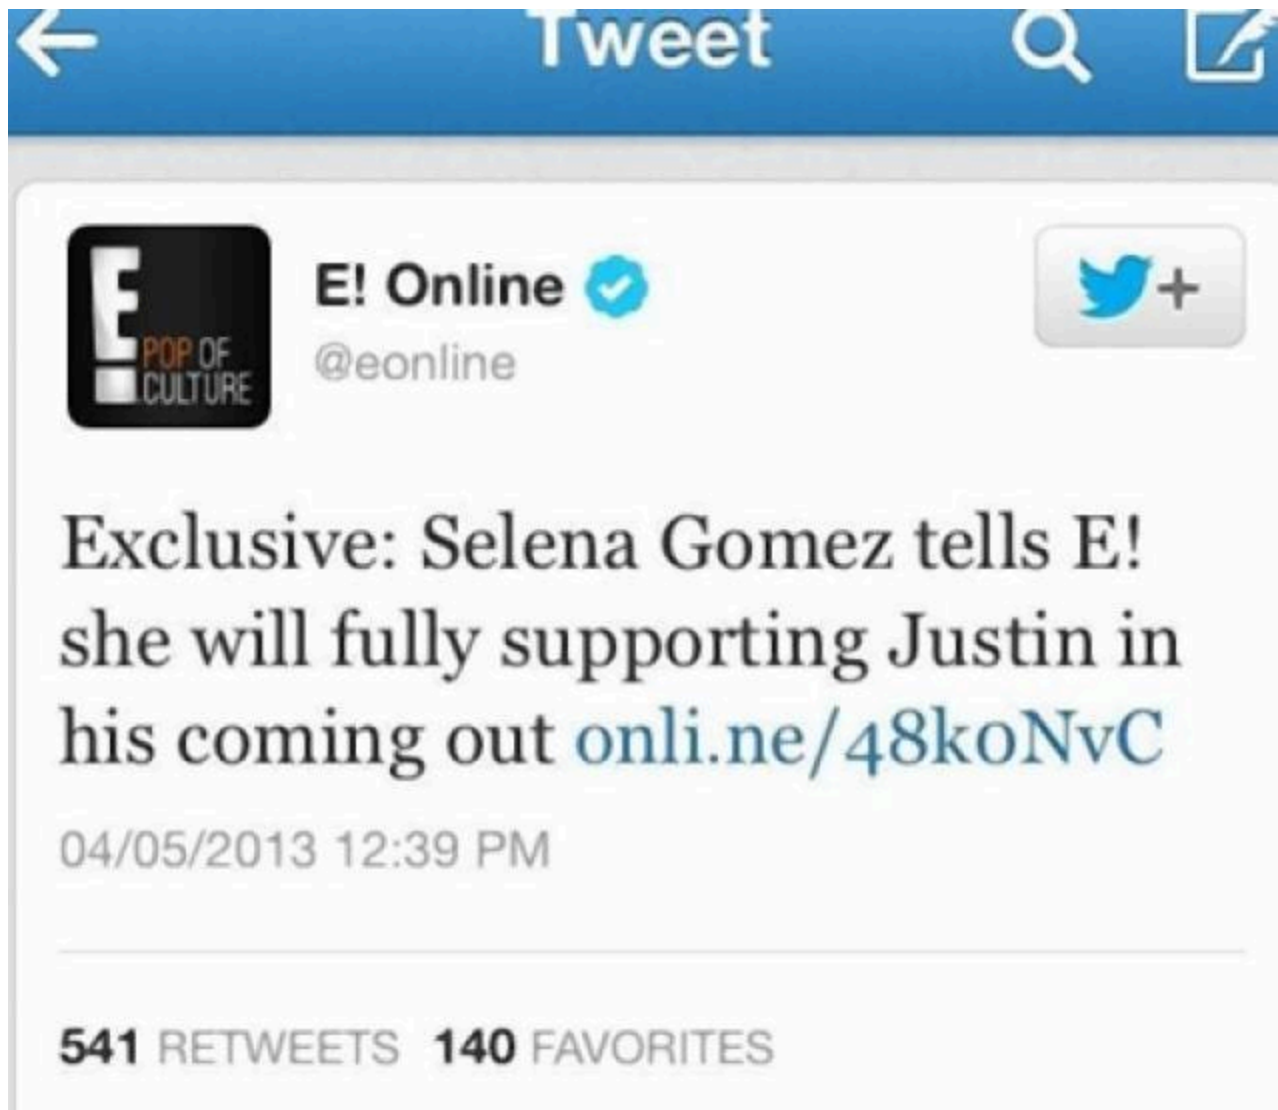 Tweet
E! Online
@eonline
E!
POP OF
CULTURE
+
Exclusive: Selena Gomez tells E!
she will fully supporting Justin in
his coming out onli.ne/48koNvC
04/05/2013 12:39 PM
541 RETWEETS 140 FAVORITES